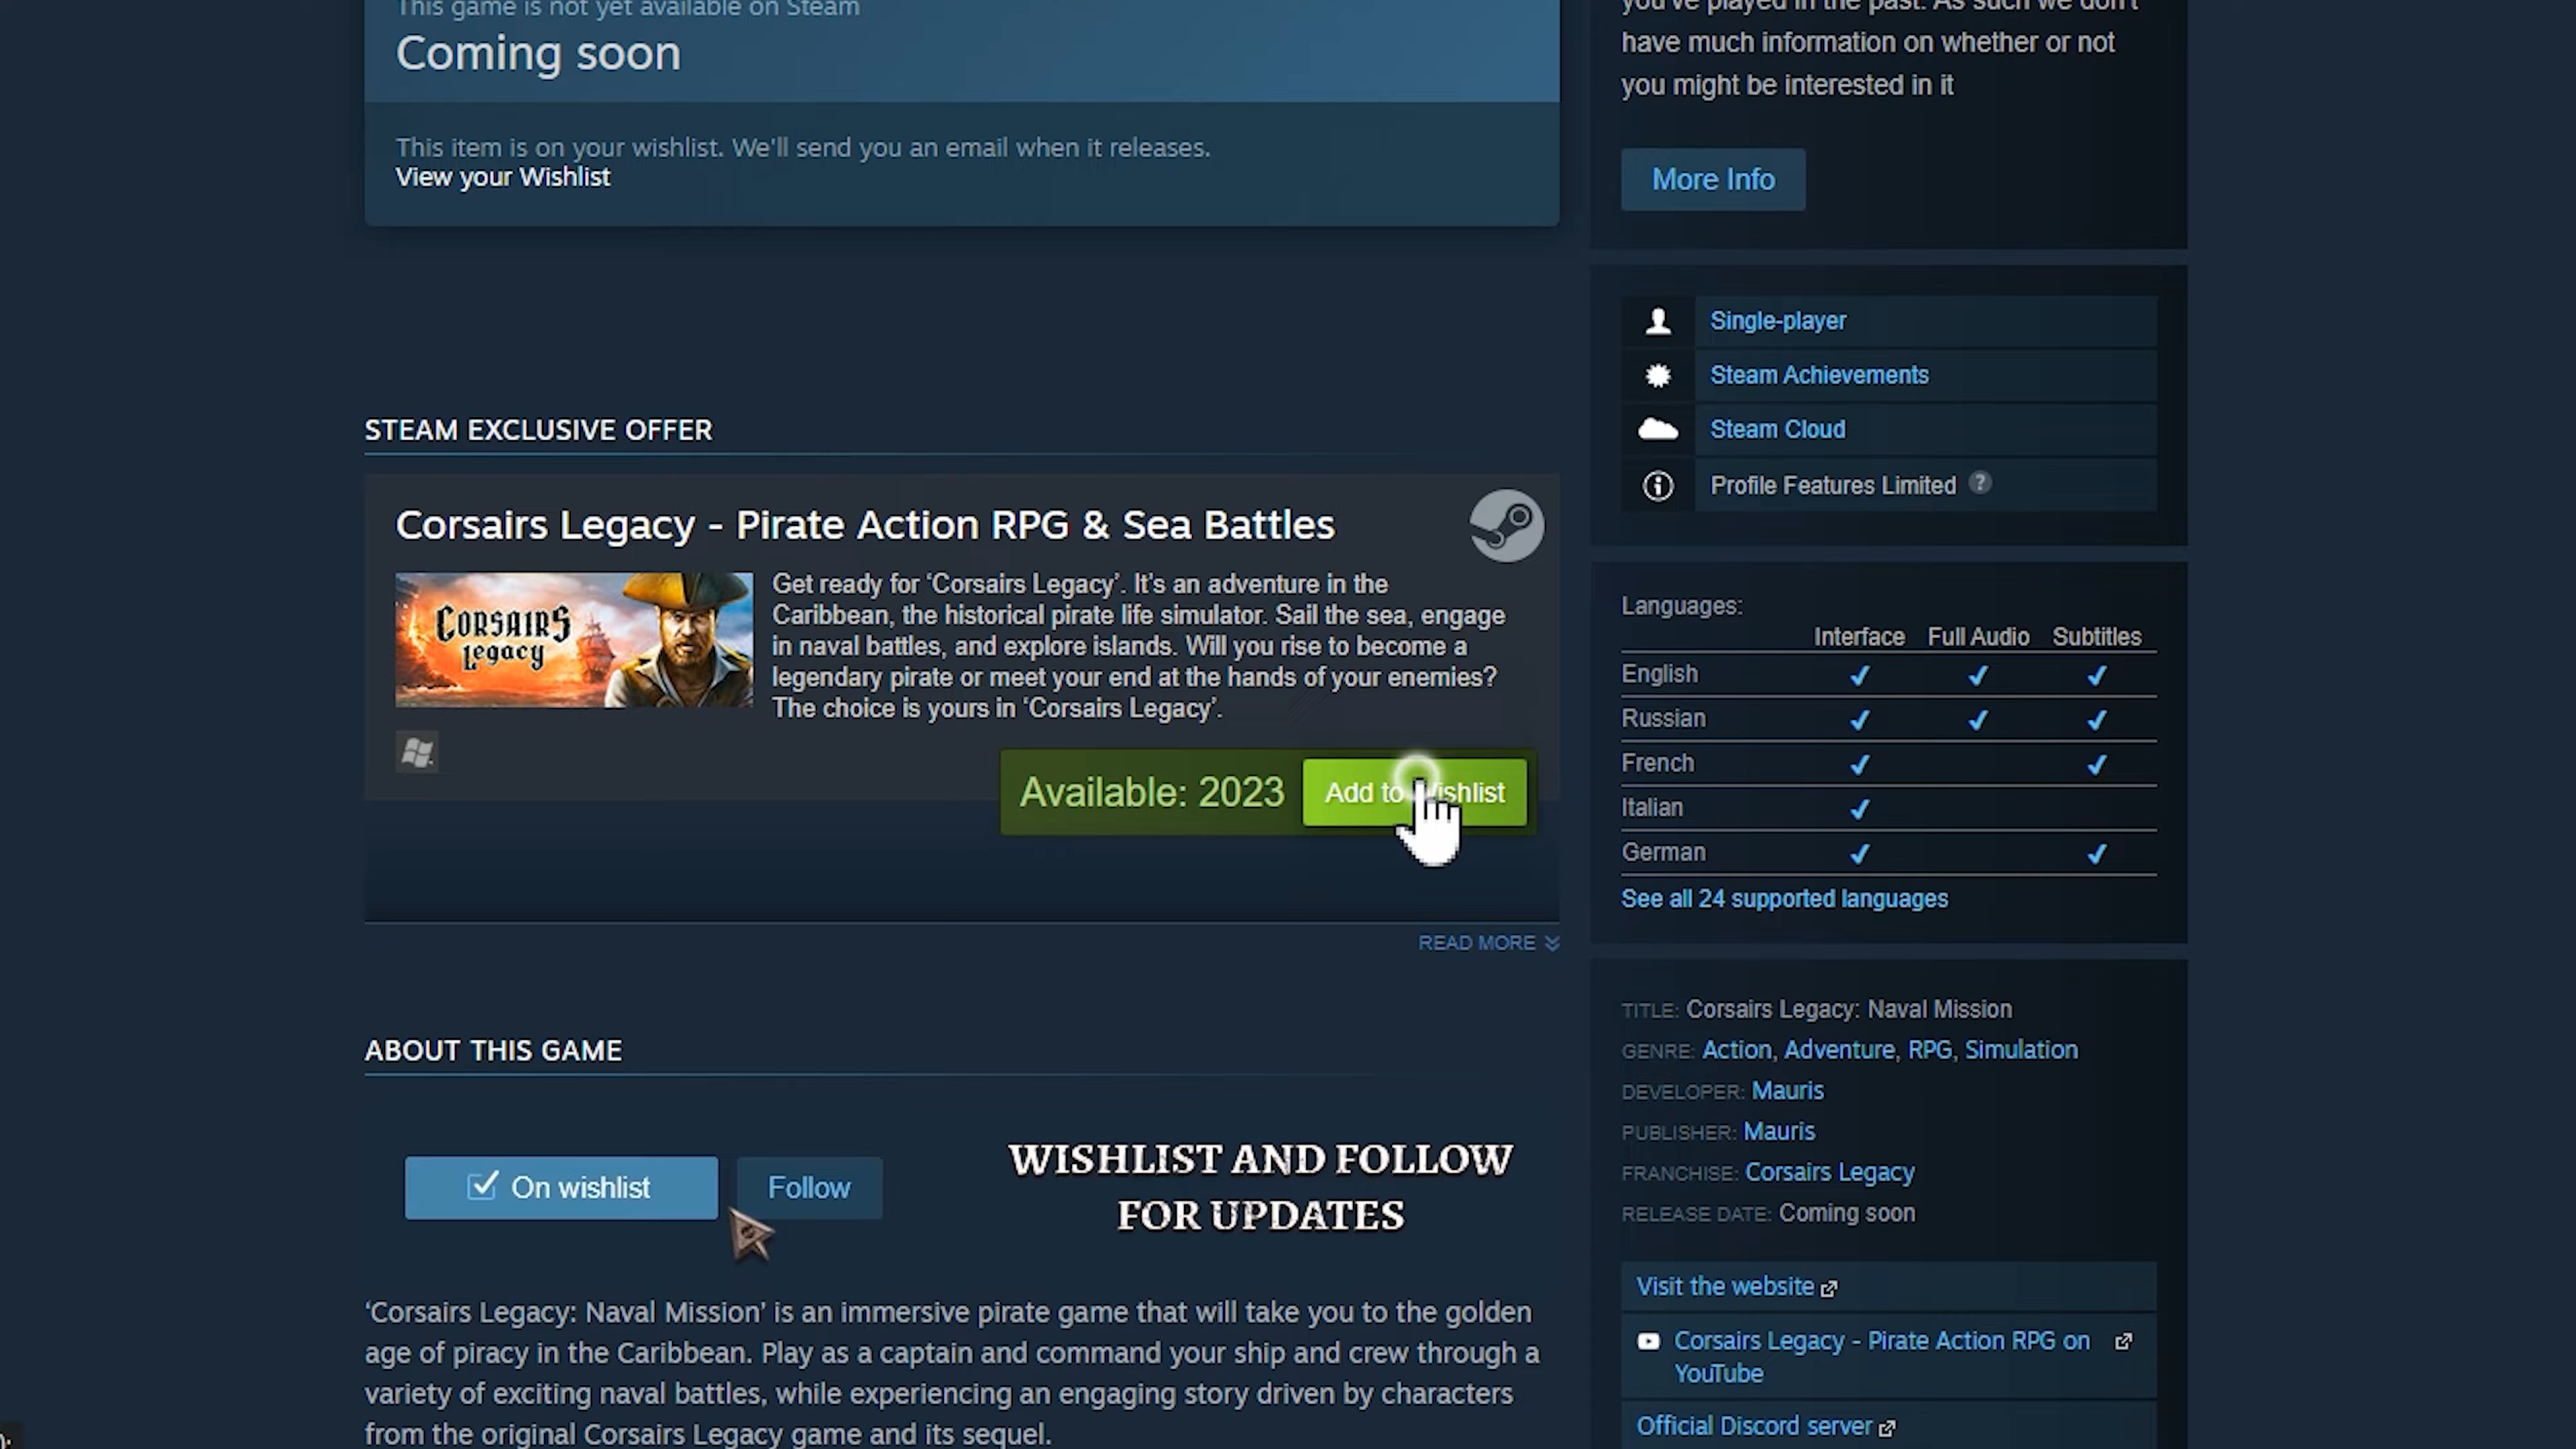 This game is not yet available on Steam
Coming soon
This item is on your wishlist. We'll send you an email when it releases.
View your Wishlist
STEAM EXCLUSIVE OFFER
Corsairs Legacy - Pirate Action RPG & Sea Battles
CORSAIRS
Legacy
Get ready for ‘Corsairs Legacy’. It's an adventure in the
Caribbean, the historical pirate life simulator. Sail the sea, engage
in naval battles, and explore islands. Will you rise to become a
legendary pirate or meet your end at the hands of your enemies?
The choice is yours in ‘Corsairs Legacy’.
Available: 2023
Add to Wishlist
READ MORE
ABOUT THIS GAME
On wishlist
Follow
WISHLIST AND FOLLOW
FOR UPDATES
‘Corsairs Legacy: Naval Mission’ is an immersive pirate game that will take you to the golden
age of piracy in the Caribbean. Play as a captain and command your ship and crew through a
variety of exciting naval battles, while experiencing an engaging story driven by characters
from the original Corsairs Legacy game and its sequel.
you've played in the past. As such we don't
have much information on whether or not
you might be interested in it
More Info
Single-player
Steam Achievements
Steam Cloud
Profile Features Limited ?
Languages:
Interface Full Audio Subtitles
English ✔ ✔ ✔
Russian ✔ ✔ ✔
French ✔ ✔
Italian ✔
German ✔ ✔
See all 24 supported languages
TITLE: Corsairs Legacy: Naval Mission
GENRE: Action, Adventure, RPG, Simulation
DEVELOPER: Mauris
PUBLISHER: Mauris
FRANCHISE: Corsairs Legacy
RELEASE DATE: Coming soon
Visit the website
Corsairs Legacy - Pirate Action RPG on
YouTube
Official Discord server